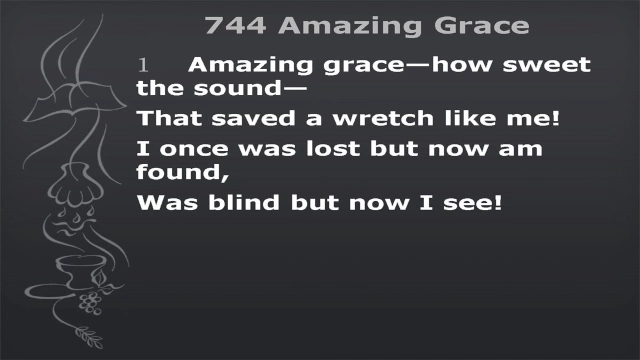 744 Amazing Grace
1 Amazing grace—how sweet
the sound—
That saved a wretch like me!
I once was lost but now am
found,
Was blind but now I see!